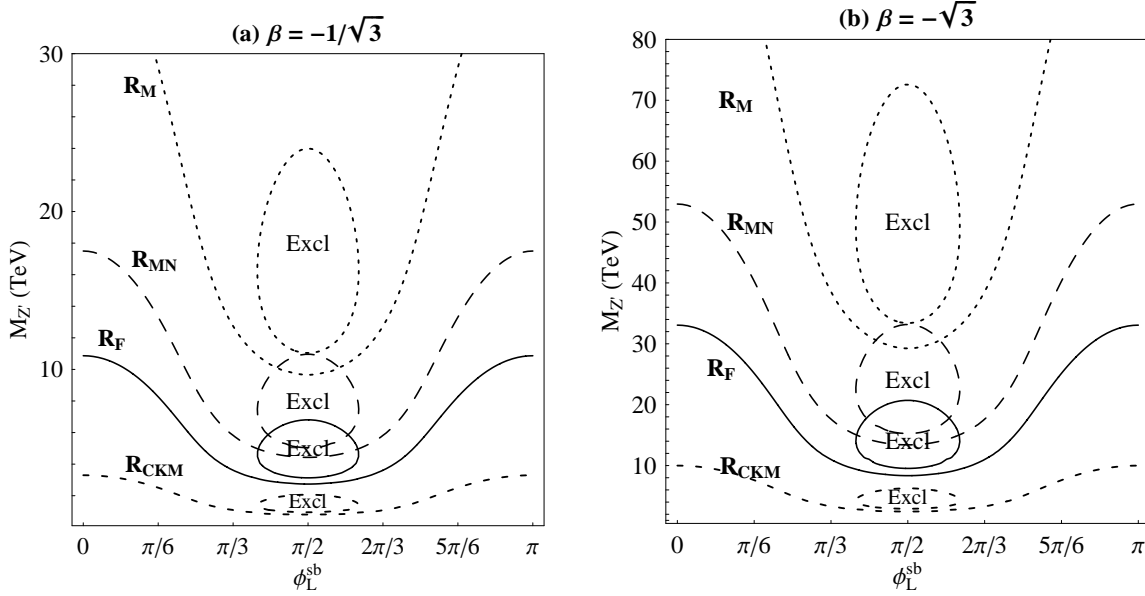 (a) β = −1/√3
30
20
10
M_Z' (TeV)
R_M
R_MN
R_F
R_CKM
Excl
Excl
Excl
Excl
0 π/6 π/3 π/2 2π/3 5π/6 π
ϕ_L^sb
(b) β = −√3
80
70
60
50
40
30
20
10
0
M_Z' (TeV)
R_M
R_MN
R_F
R_CKM
Excl
Excl
Excl
Excl
0 π/6 π/3 π/2 2π/3 5π/6 π
ϕ_L^sb